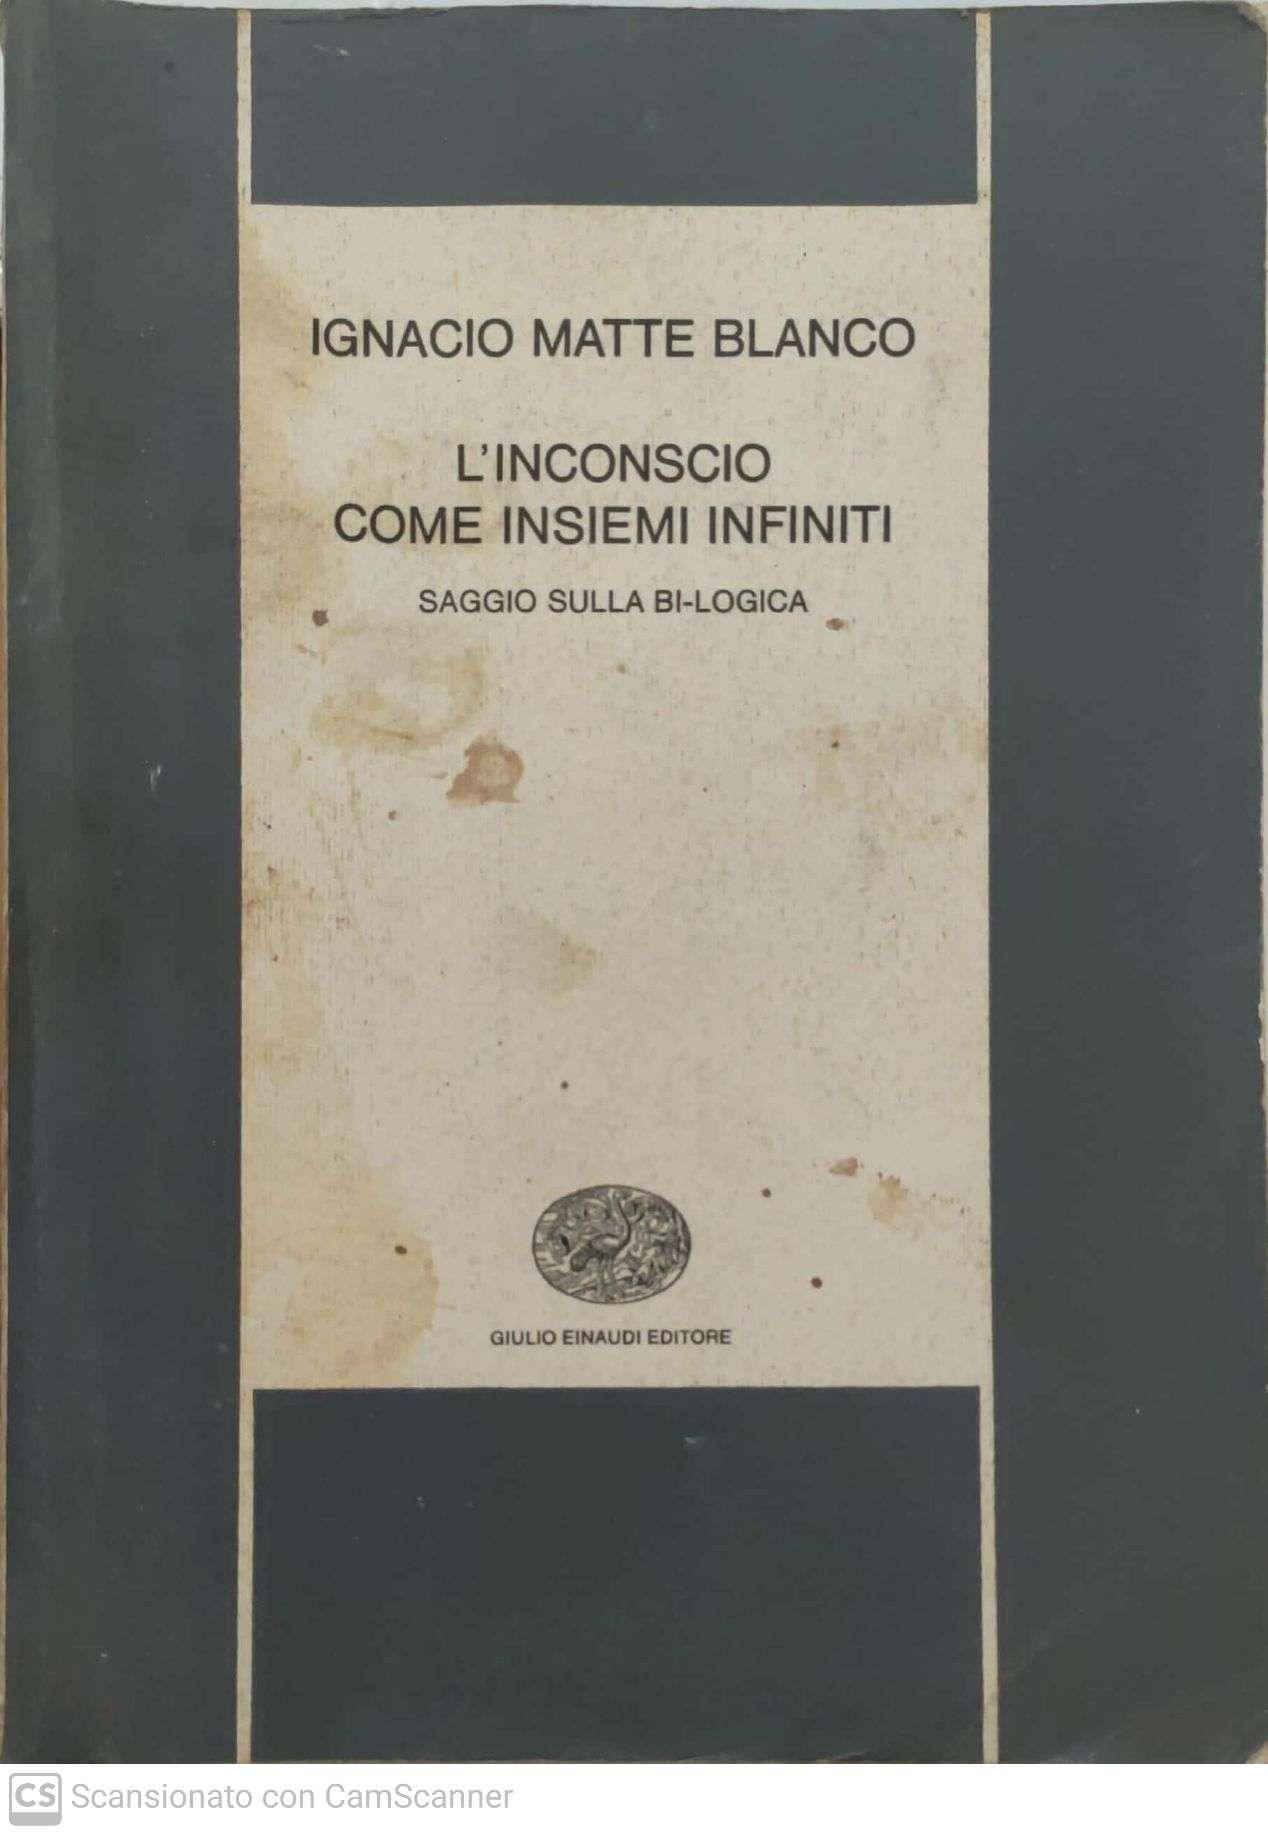 IGNACIO MATTE BLANCO
L'INCONSCIO
COME INSIEMI INFINITI
SAGGIO SULLA BI-LOGICA
GIULIO EINAUDI EDITORE
CS Scansionato con CamScanner